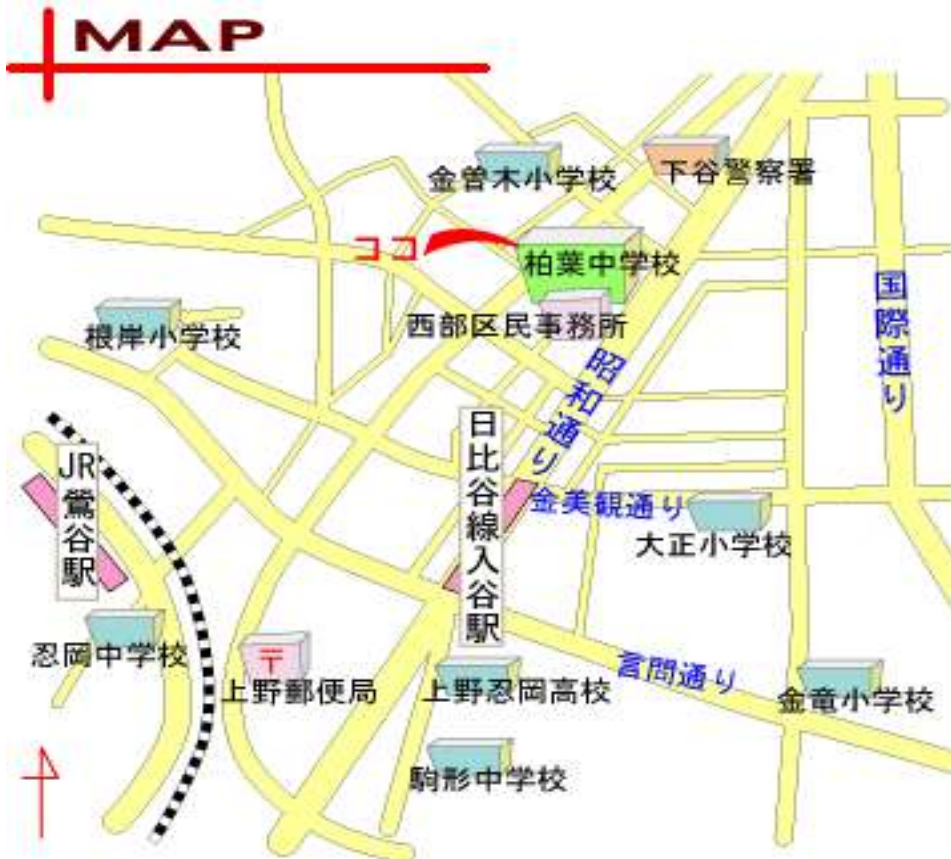 MAP
金曽木小学校
下谷警察署
ココ
柏葉中学校
根岸小学校
西部区民事務所
国際通り
昭和通り
JR鶯谷駅
日比谷線入谷駅
金美観通り
大正小学校
忍岡中学校
〒
上野郵便局
上野忍岡高校
言問通り
金竜小学校
駒形中学校